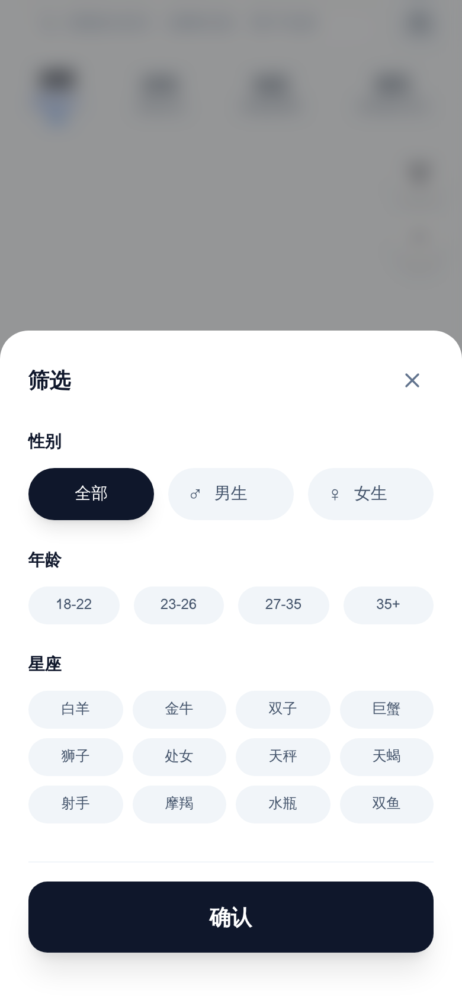 筛选
性别
全部 ♂ 男生 ♀ 女生
年龄
18-22 23-26 27-35 35+
星座
白羊 金牛 双子 巨蟹
狮子 处女 天秤 天蝎
射手 摩羯 水瓶 双鱼
确认